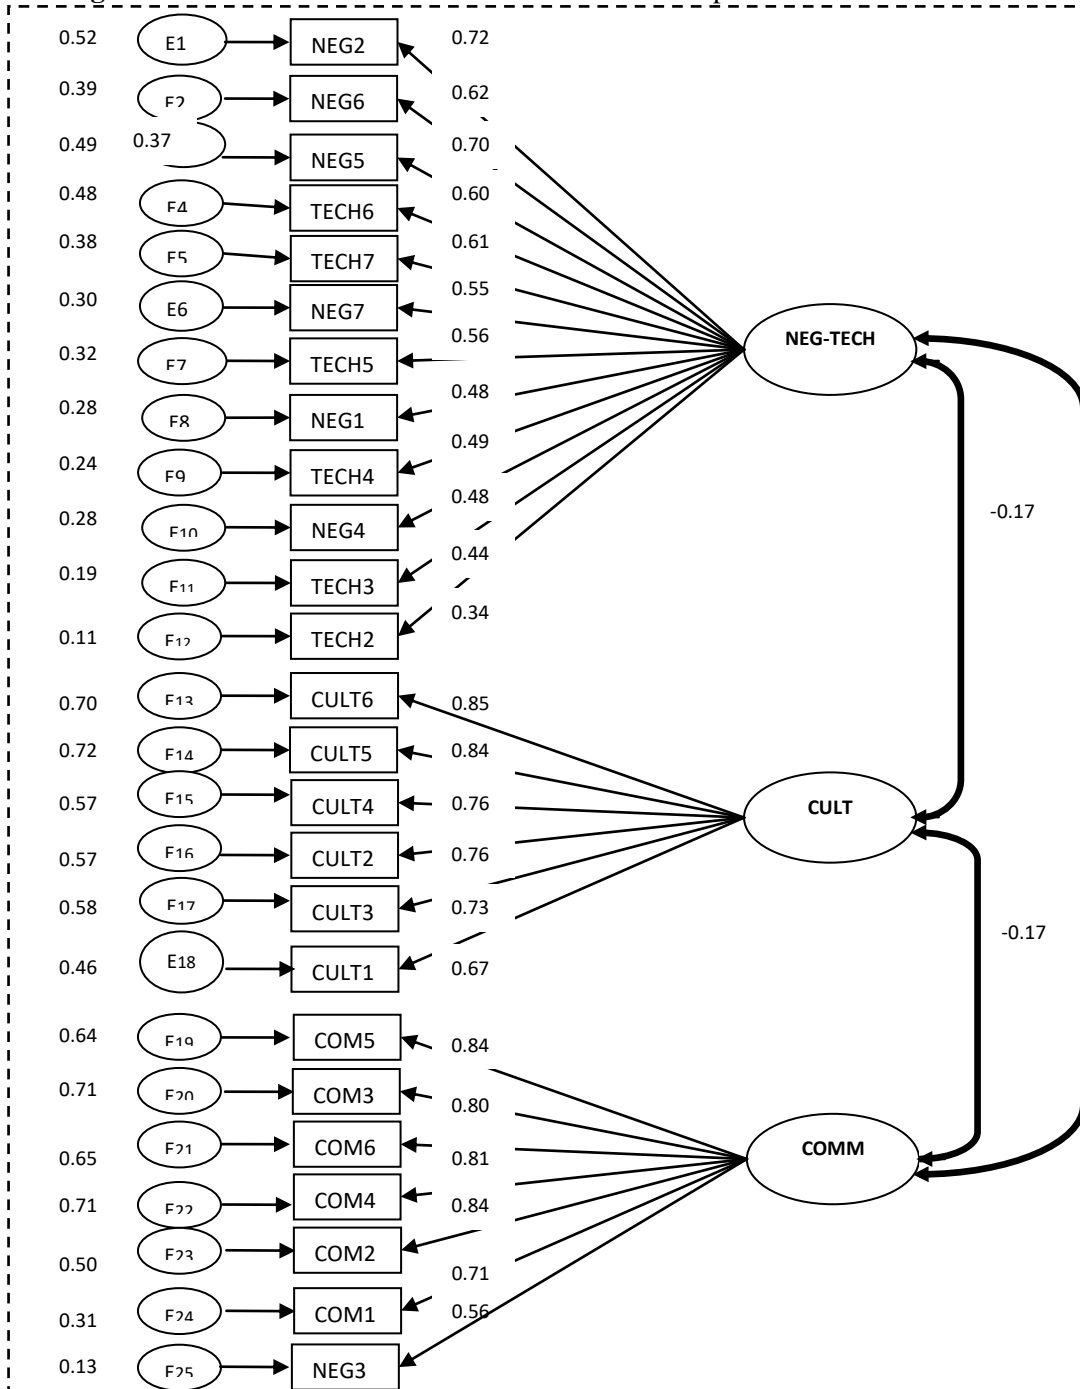 0.52 E1 NEG2 0.72
0.39 E2 NEG6 0.62
0.49 0.37 NEG5 0.70
0.48 E4 TECH6 0.60
0.38 E5 TECH7 0.61
0.30 E6 NEG7 0.55
0.32 E7 TECH5 0.56
NEG-TECH
0.28 E8 NEG1 0.48
0.24 E9 TECH4 0.49
0.28 E10 NEG4 0.48
-0.17
0.19 E11 TECH3 0.44
0.11 E12 TECH2 0.34
0.70 E13 CULT6 0.85
0.72 E14 CULT5 0.84
0.57 E15 CULT4 0.76
CULT
0.57 E16 CULT2 0.76
0.58 E17 CULT3 0.73
-0.17
0.46 E18 CULT1 0.67
0.64 E19 COM5 0.84
0.71 E20 COM3 0.80
0.65 E21 COM6 0.81
COMM
0.71 E22 COM4 0.84
0.50 E23 COM2 0.71
0.31 E24 COM1 0.56
0.13 E25 NEG3